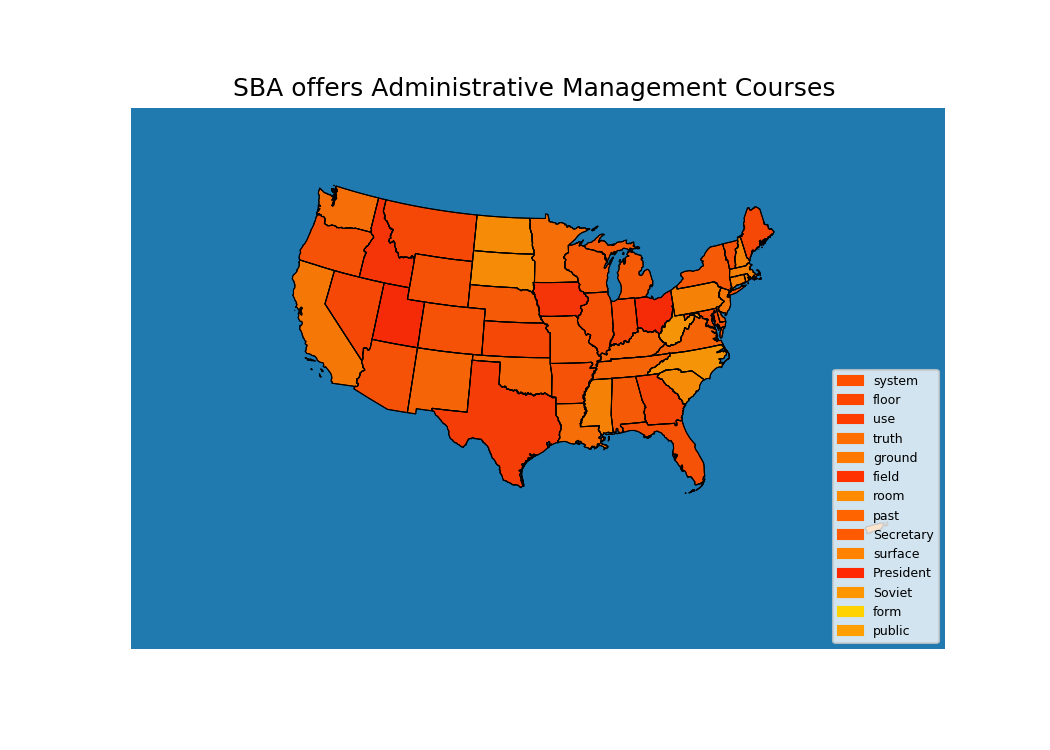 SBA offers Administrative Management Courses
system
floor
use
truth
ground
field
room
past
Secretary
surface
President
Soviet
form
public